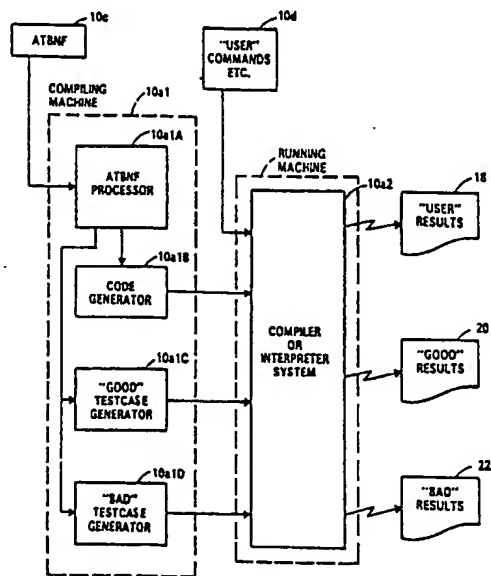 10c
ATBNF
10d
"USER"
COMMANDS
ETC.
COMPILING
MACHINE
10a1
10a1A
ATBNF
PROCESSOR
RUNNING
MACHINE
10a2
18
"USER"
RESULTS
10a1B
CODE
GENERATOR
COMPILER
OR
INTERPRETER
SYSTEM
20
"GOOD"
RESULTS
10a1C
"GOOD"
TESTCASE
GENERATOR
22
"BAD"
RESULTS
10a1D
"BAD"
TESTCASE
GENERATOR